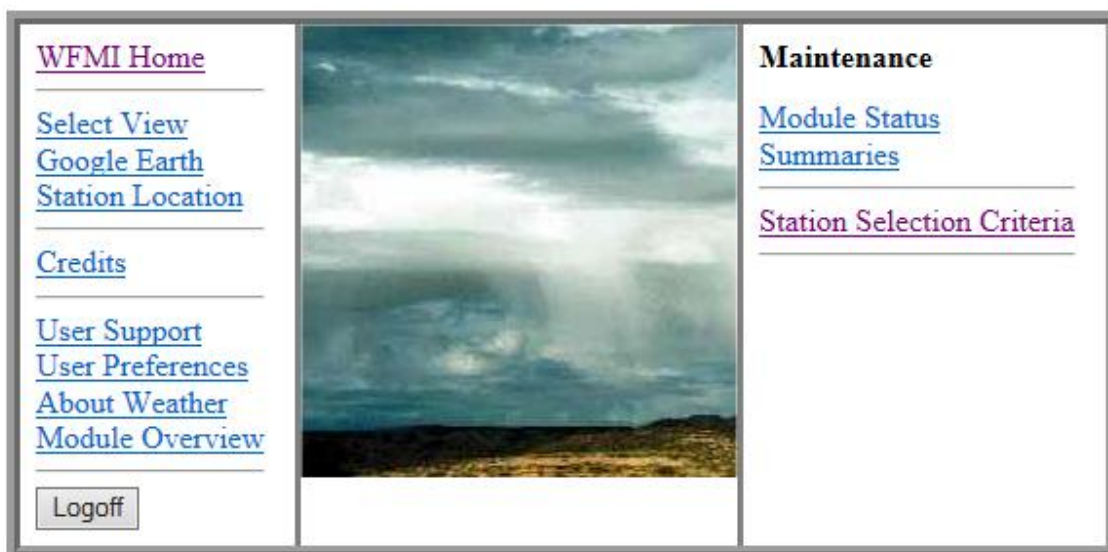 WFMI Home
Select View
Google Earth
Station Location
Credits
User Support
User Preferences
About Weather
Module Overview
Logoff
Maintenance
Module Status
Summaries
Station Selection Criteria